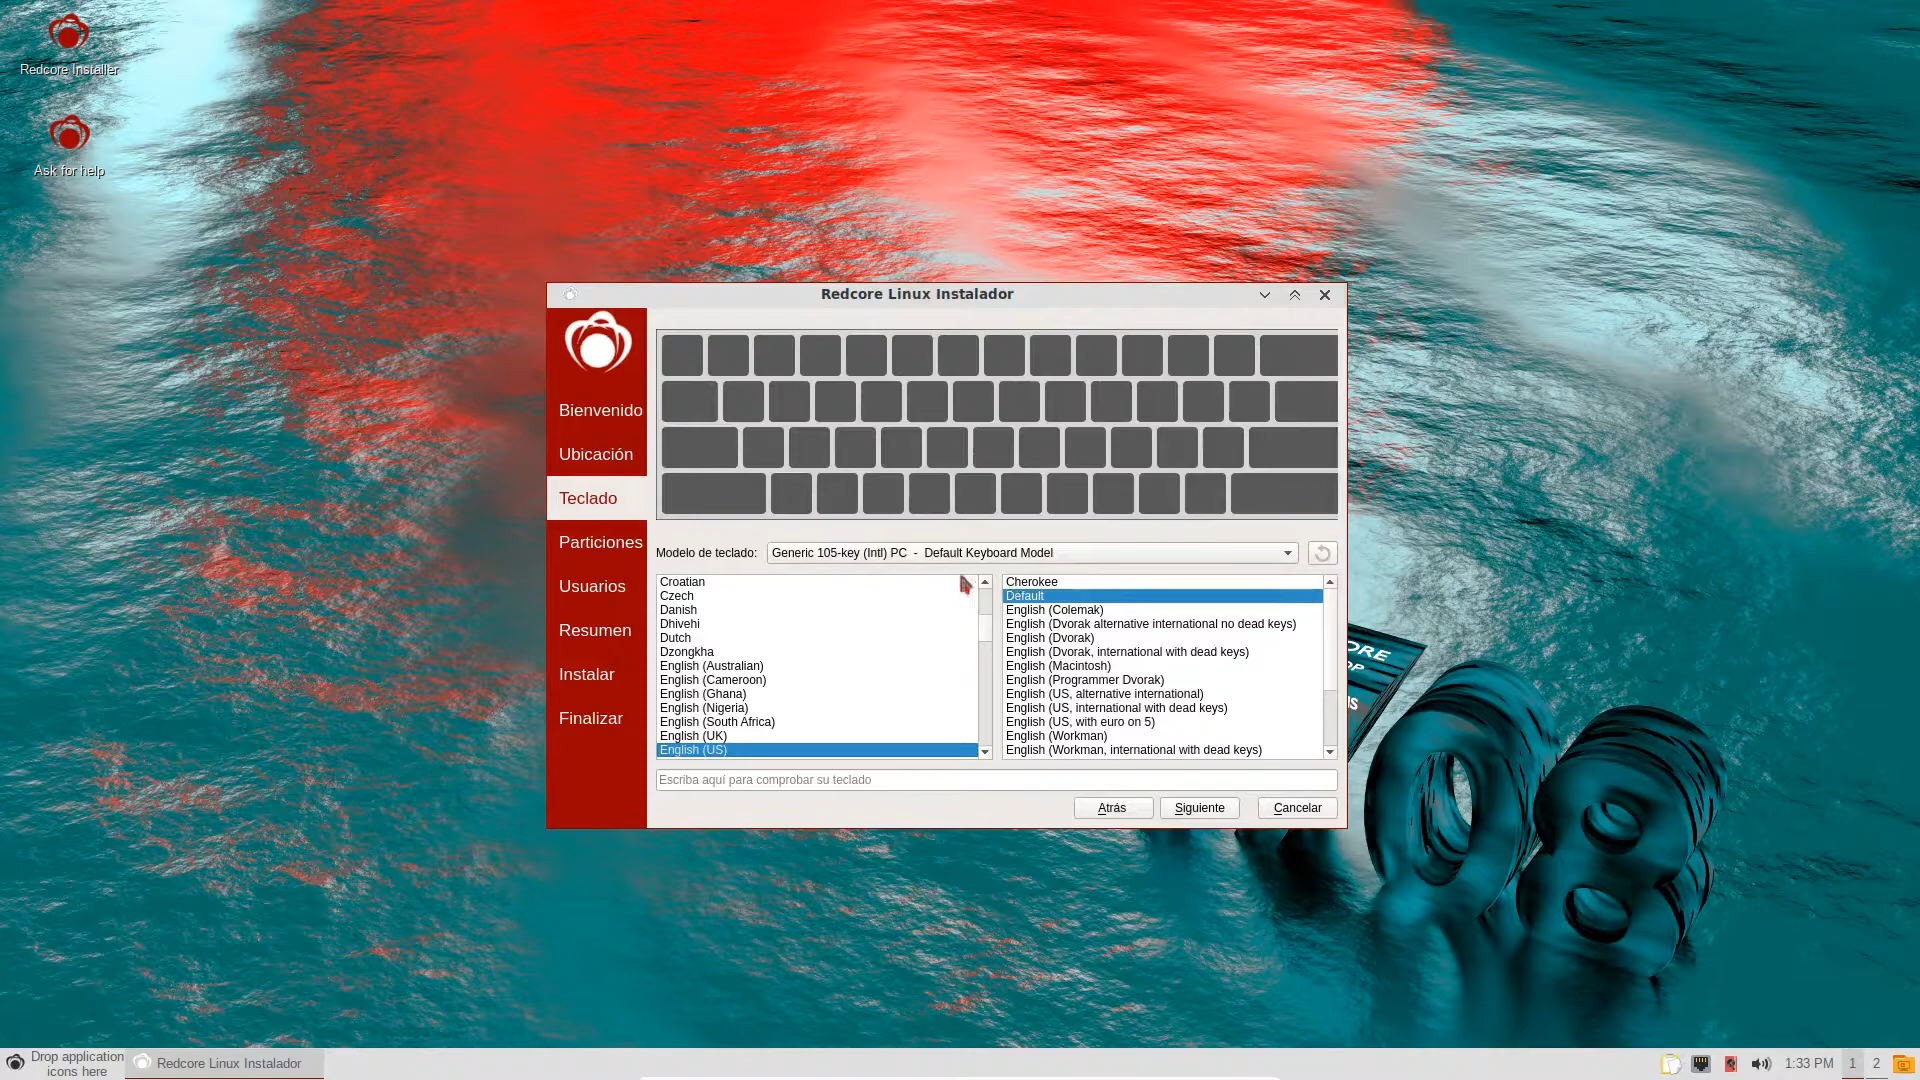 Redcore Installer
Ask for help
Redcore Linux Instalador
Bienvenido
Ubicación
Teclado
Particiones
Usuarios
Resumen
Instalar
Finalizar
Modelo de teclado:
Generic 105-key (Intl) PC  -  Default Keyboard Model
Croatian
Czech
Danish
Dhivehi
Dutch
Dzongkha
English (Australian)
English (Cameroon)
English (Ghana)
English (Nigeria)
English (South Africa)
English (UK)
English (US)
Cherokee
Default
English (Colemak)
English (Dvorak alternative international no dead keys)
English (Dvorak)
English (Dvorak, international with dead keys)
English (Macintosh)
English (Programmer Dvorak)
English (US, alternative international)
English (US, international with dead keys)
English (US, with euro on 5)
English (Workman)
English (Workman, international with dead keys)
Escriba aquí para comprobar su teclado
Atrás
Siguiente
Cancelar
ORE
OP
Drop application
icons here
Redcore Linux Instalador
1:33 PM
1
2